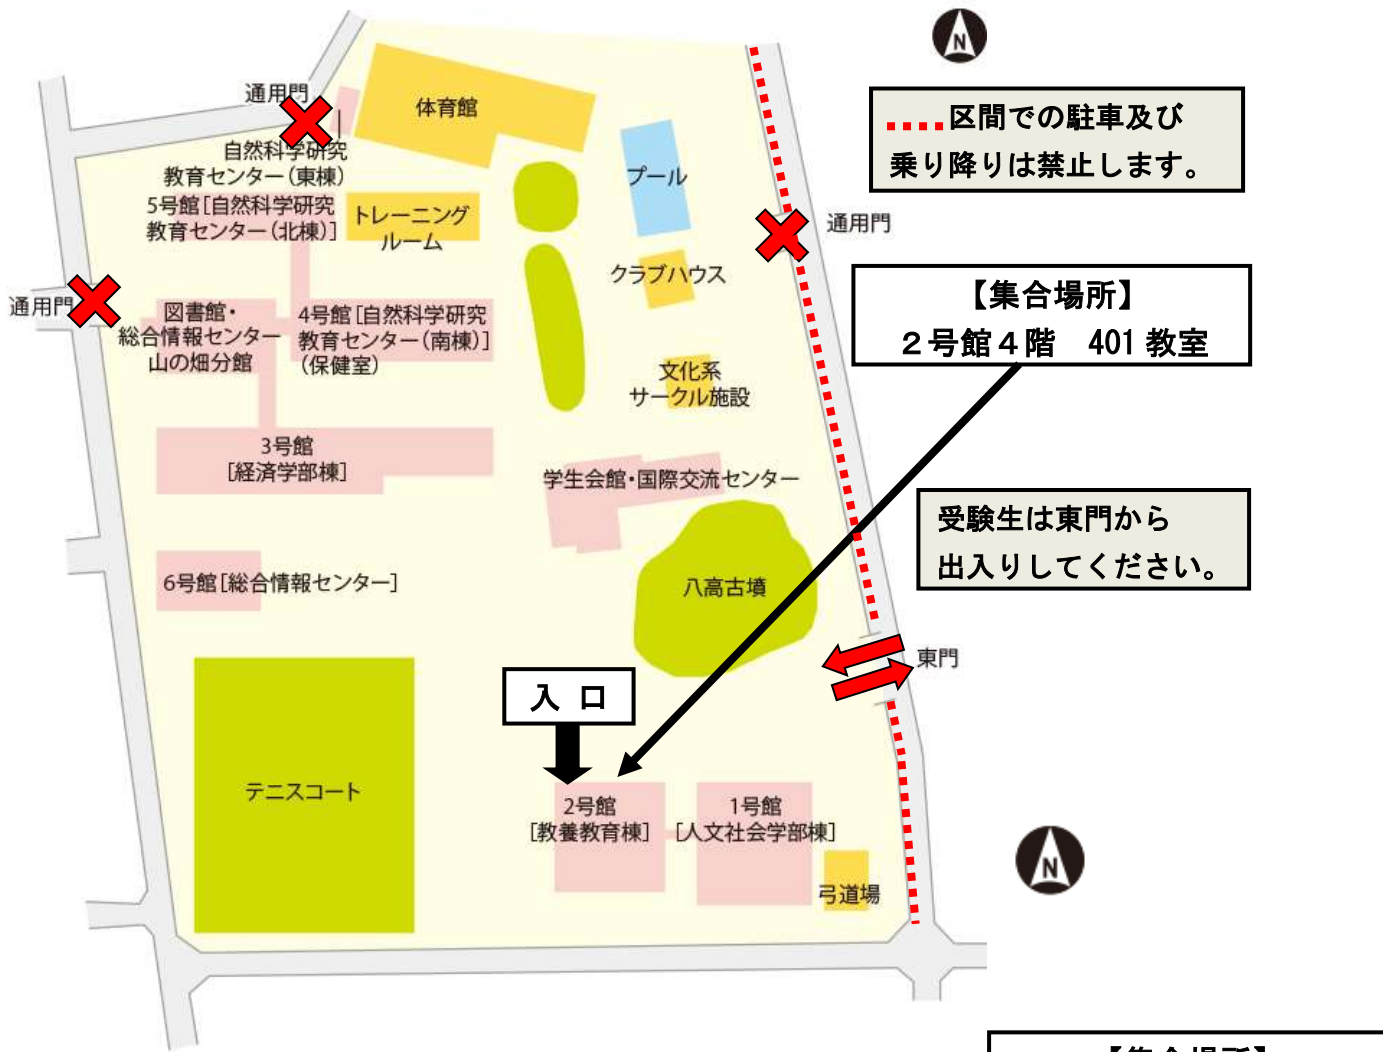 N
通用門
体育館
自然科学研究
教育センター（東棟）
5号館［自然科学研究
教育センター（北棟）］
トレーニング
ルーム
プール
.....区間での駐車及び
乗り降りは禁止します。
通用門
クラブハウス
【集合場所】
２号館４階　401 教室
通用門
図書館・
総合情報センター
山の畑分館
4号館［自然科学研究
教育センター（南棟）］
（保健室）
文化系
サークル施設
3号館
［経済学部棟］
学生会館・国際交流センター
受験生は東門から
出入りしてください。
6号館［総合情報センター］
八高古墳
東門
入 口
テニスコート
2号館
［教養教育棟］
1号館
［人文社会学部棟］
弓道場
N
【集合場所】